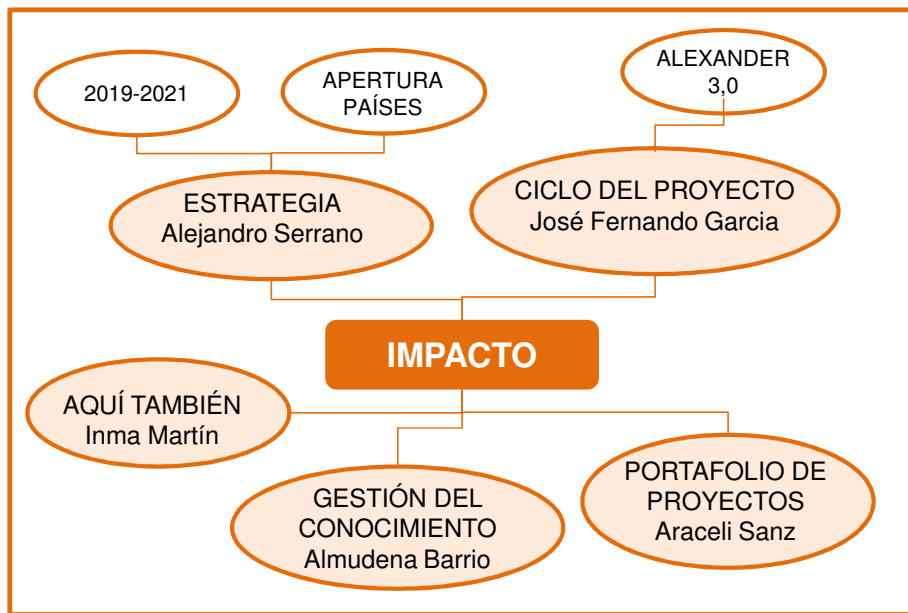 2019-2021
APERTURA
PAÍSES
ALEXANDER
3,0
ESTRATEGIA
Alejandro Serrano
CICLO DEL PROYECTO
José Fernando Garcia
IMPACTO
AQUÍ TAMBIÉN
Inma Martín
GESTIÓN DEL
CONOCIMIENTO
Almudena Barrio
PORTAFOLIO DE
PROYECTOS
Araceli Sanz